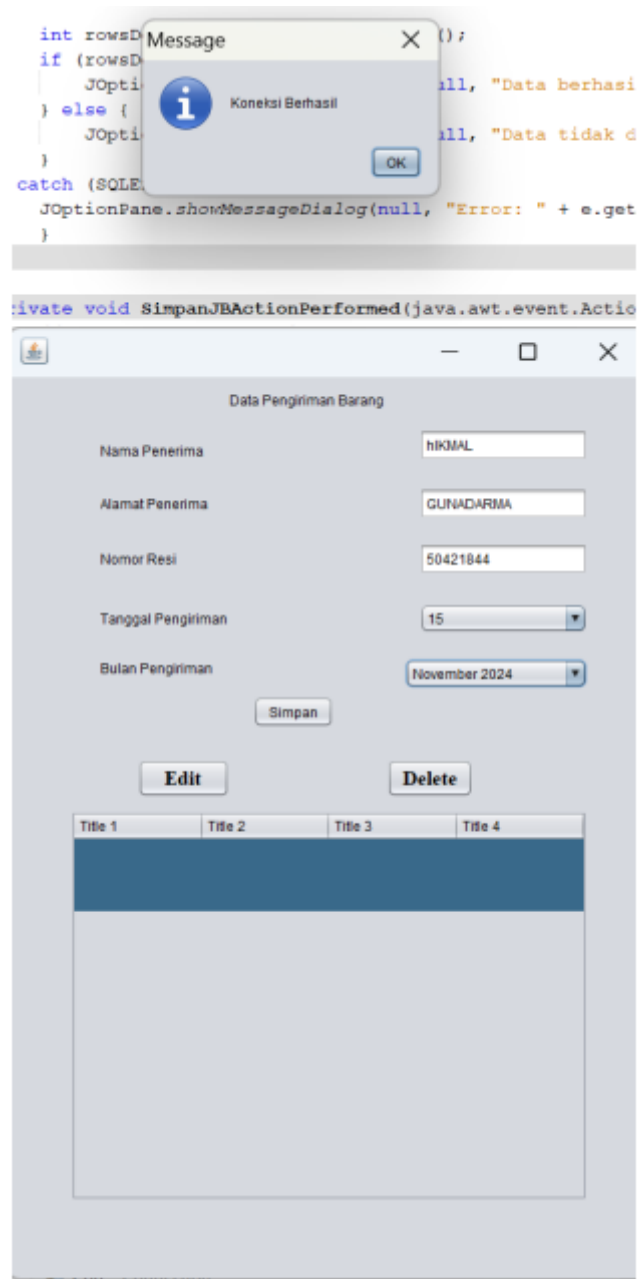 int rowsD
Message
();
if (rowsD
JOpti
Koneksi Berhasil
ull, "Data berhasi
} else {
JOpti
ull, "Data tidak d
}
OK
catch (SQLE
JOptionPane.showMessageDialog(null, "Error: " + e.get
}
ivate void SimpanJBActionPerformed(java.awt.event.Actio
Data Pengiriman Barang
Nama Penerima
hIKMAL
Alamat Penerima
GUNADARMA
Nomor Resi
50421844
Tanggal Pengiriman
15
Bulan Pengiriman
November 2024
Simpan
Edit
Delete
Title 1
Title 2
Title 3
Title 4